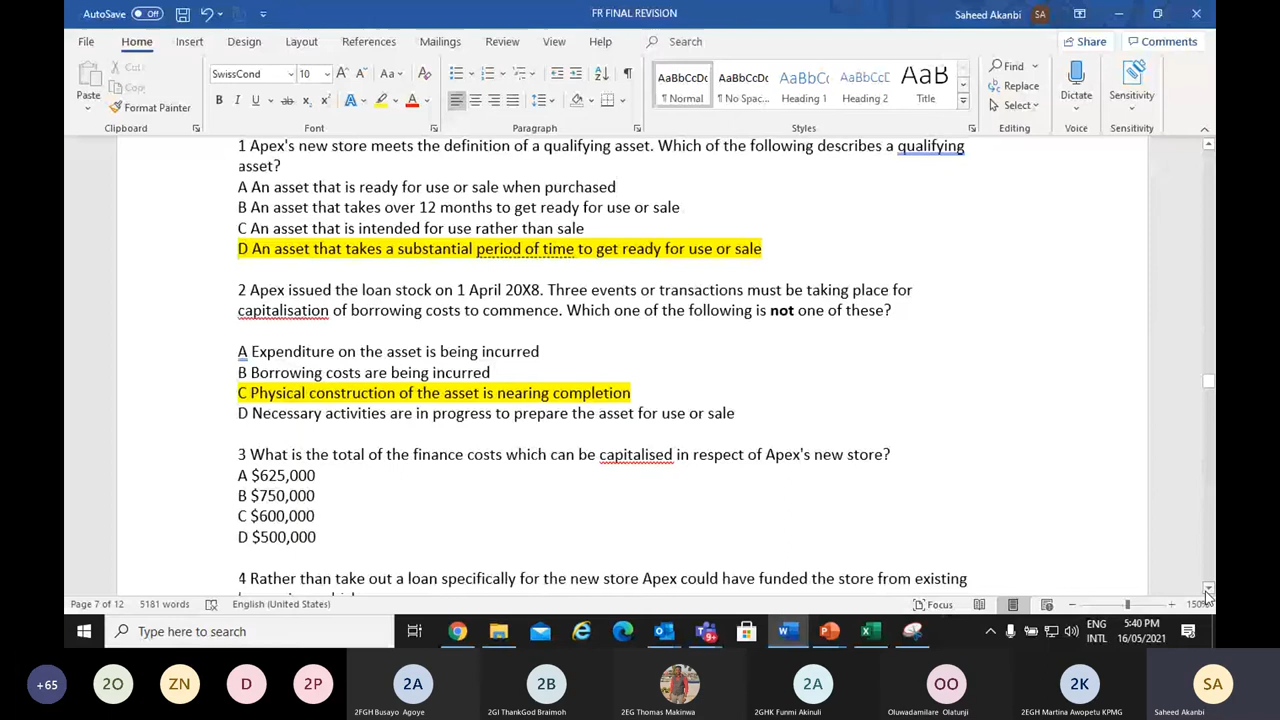 AutoSave
Off
FR FINAL REVISION
Saheed Akanbi
SA
File
Home
Insert
Design
Layout
References
Mailings
Review
View
Help
Search
Share
Comments
Paste
Cut
Copy
Format Painter
SwissCond
10
Clipboard
Font
Paragraph
AaBbCcDc
¶ Normal
AaBbCcDc
¶ No Spac...
AaBbCc
Heading 1
AaBbCcD
Heading 2
AaB
Title
Styles
Find
Replace
Select
Editing
Dictate
Voice
Sensitivity
Sensitivity
1 Apex's new store meets the definition of a qualifying asset. Which of the following describes a qualifying
asset?
A An asset that is ready for use or sale when purchased
B An asset that takes over 12 months to get ready for use or sale
C An asset that is intended for use rather than sale
D An asset that takes a substantial period of time to get ready for use or sale
2 Apex issued the loan stock on 1 April 20X8. Three events or transactions must be taking place for
capitalisation of borrowing costs to commence. Which one of the following is not one of these?
A Expenditure on the asset is being incurred
B Borrowing costs are being incurred
C Physical construction of the asset is nearing completion
D Necessary activities are in progress to prepare the asset for use or sale
3 What is the total of the finance costs which can be capitalised in respect of Apex's new store?
A $625,000
B $750,000
C $600,000
D $500,000
4 Rather than take out a loan specifically for the new store Apex could have funded the store from existing
Page 7 of 12
5181 words
English (United States)
Focus
150%
Type here to search
ENG
INTL
5:40 PM
16/05/2021
+65
2O
ZN
D
2P
2A
2FGH Busayo Agoye
2B
2GI ThankGod Braimoh
2EG Thomas Makinwa
2A
2GHK Funmi Akinuli
OO
Oluwadamilare Olatunji
2K
2EGH Martina Awopetu KPMG
SA
Saheed Akanbi